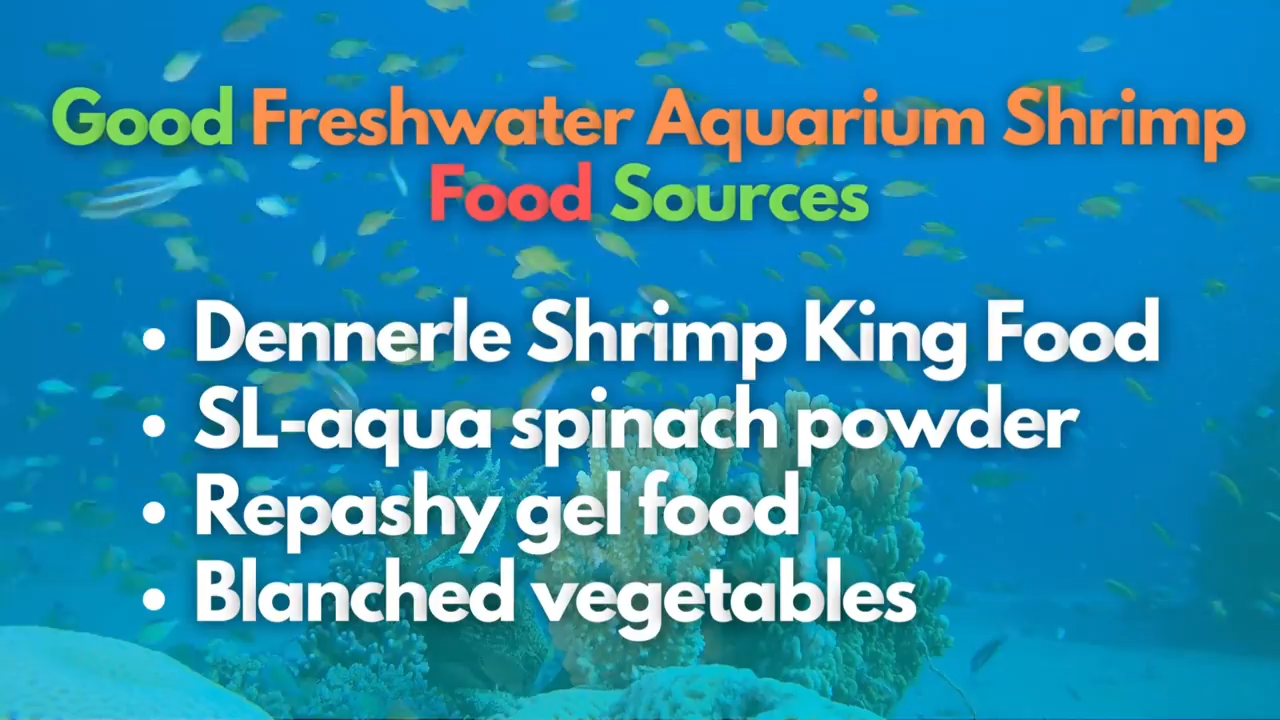 Good Freshwater Aquarium Shrimp
Food Sources
• Dennerle Shrimp King Food
• SL-aqua spinach powder
• Repashy gel food
• Blanched vegetables